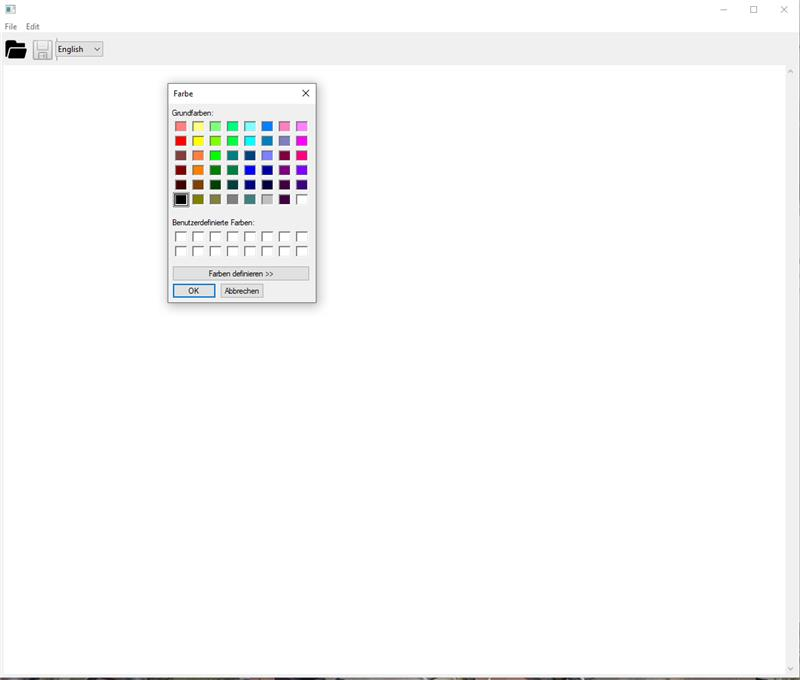 File Edit
English
Farbe
Grundfarben:
Benutzerdefinierte Farben:
Farben definieren >>
OK Abbrechen